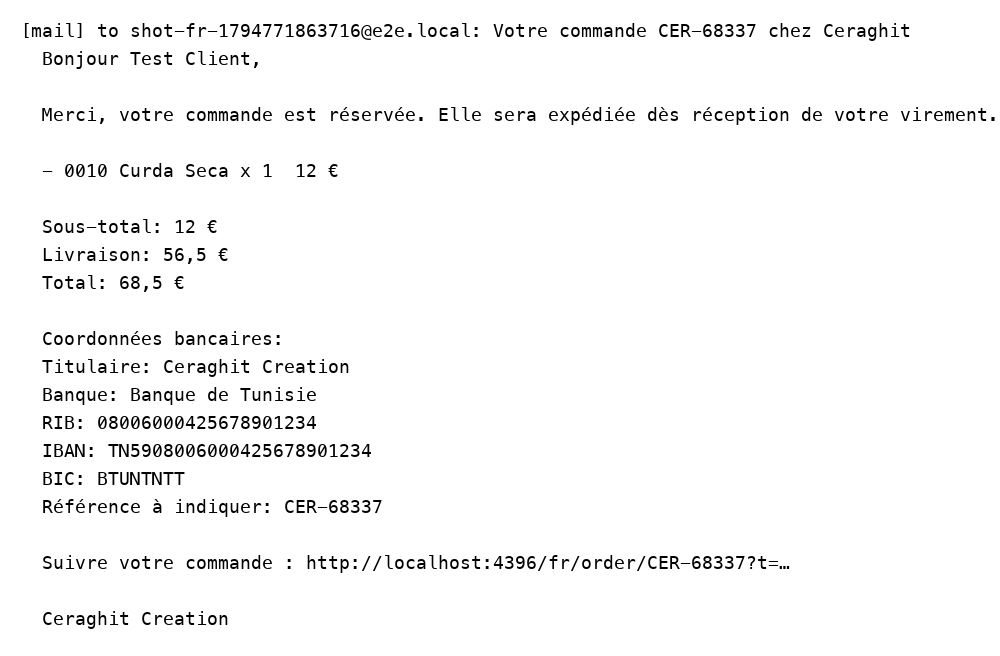 [mail] to shot-fr-1794771863716@e2e.local: Votre commande CER-68337 chez Ceraghit
Bonjour Test Client,
Merci, votre commande est réservée. Elle sera expédiée dès réception de votre virement.
- 0010 Curda Seca x 1  12 €
Sous-total: 12 €
Livraison: 56,5 €
Total: 68,5 €
Coordonnées bancaires:
Titulaire: Ceraghit Creation
Banque: Banque de Tunisie
RIB: 08006000425678901234
IBAN: TN5908006000425678901234
BIC: BTUNTNTT
Référence à indiquer: CER-68337
Suivre votre commande : http://localhost:4396/fr/order/CER-68337?t=…
Ceraghit Creation